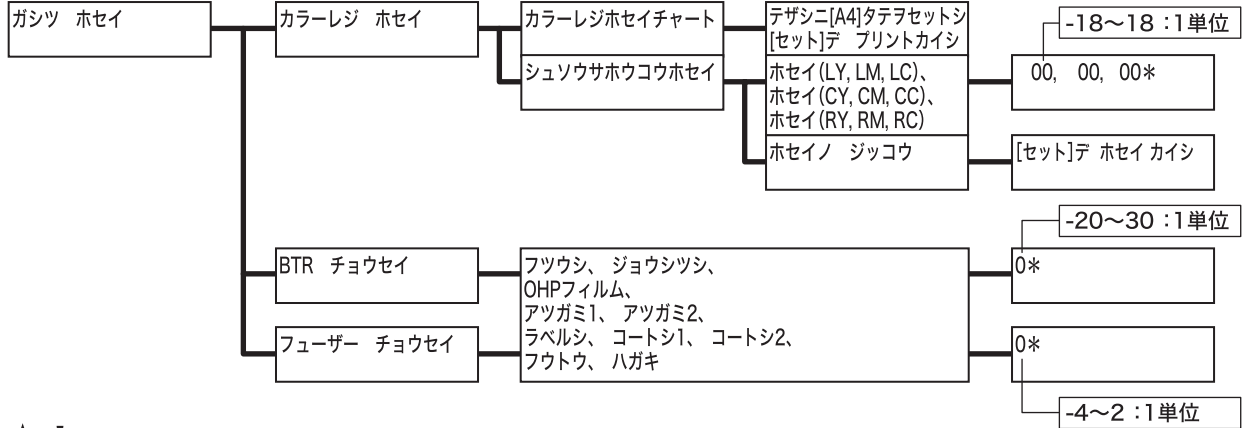 ガシツ　ホセイ
カラーレジ　ホセイ
カラーレジホセイチャート
テザシニ[A4]タテヲセットシ
[セット]デ　プリントカイシ
-18～18：1単位
シュソウサホウコウホセイ
ホセイ(LY, LM, LC)、
ホセイ(CY, CM, CC)、
ホセイ(RY, RM, RC)
00,　00,　00*
ホセイノ　ジッコウ
[セット]デ ホセイ カイシ
-20～30：1単位
BTR　チョウセイ
フツウシ、 ジョウシツシ、
OHPフィルム、
アツガミ1、 アツガミ2、
ラベルシ、 コートシ1、 コートシ2、
フウトウ、 ハガキ
0*
フューザー　チョウセイ
0*
-4～2：1単位